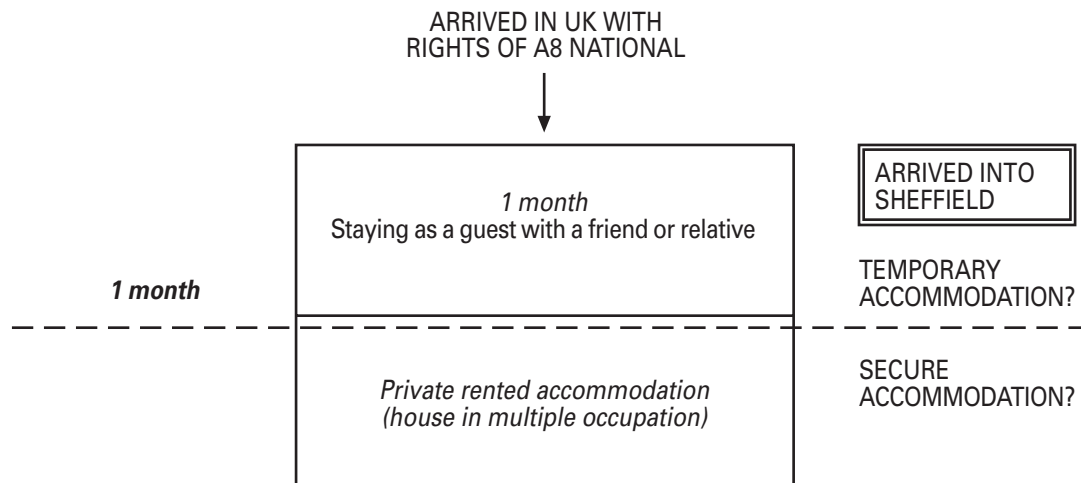 ARRIVED IN UK WITH
RIGHTS OF A8 NATIONAL
1 month
Staying as a guest with a friend or relative
ARRIVED INTO
SHEFFIELD
1 month
TEMPORARY
ACCOMMODATION?
Private rented accommodation
(house in multiple occupation)
SECURE
ACCOMMODATION?